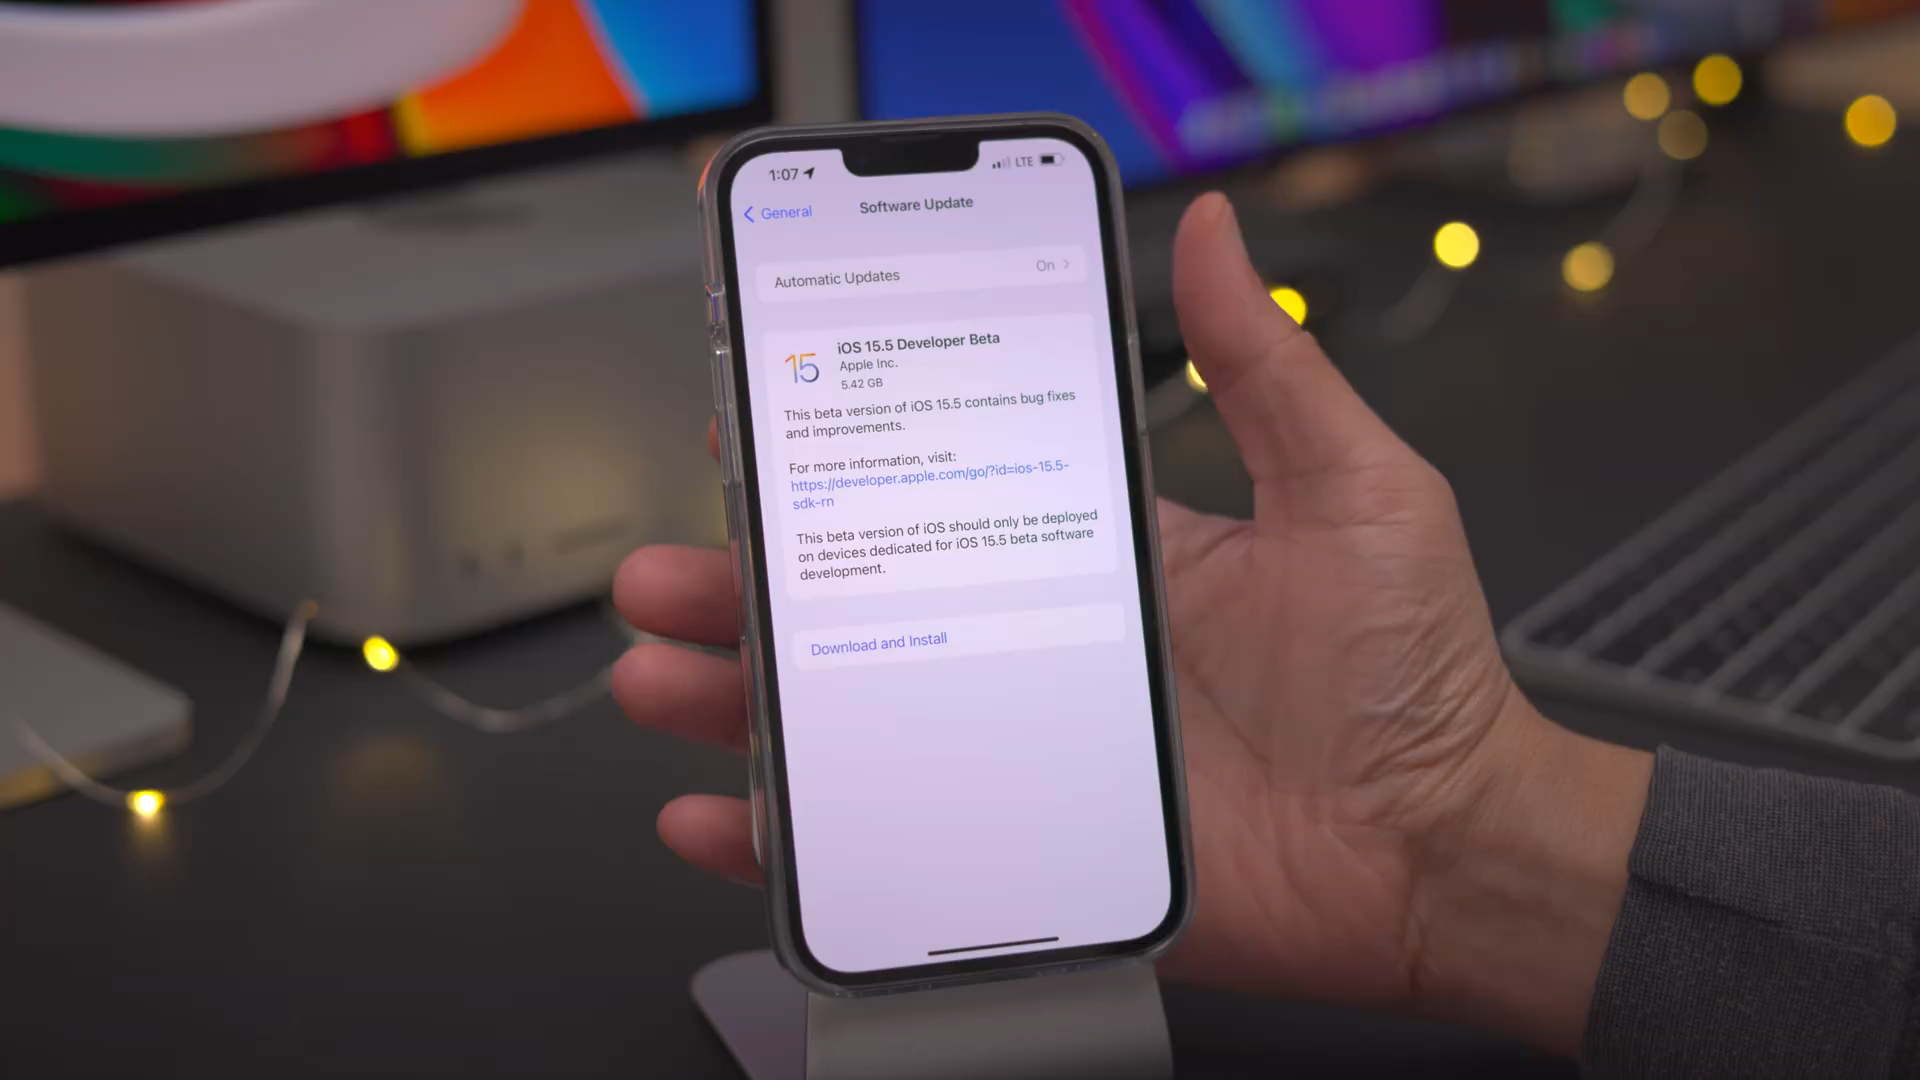 1:07
LTE
General
Software Update
Automatic Updates
On
15
iOS 15.5 Developer Beta
Apple Inc.
5.42 GB
This beta version of iOS 15.5 contains bug fixes
and improvements.
For more information, visit:
https://developer.apple.com/go/?id=ios-15.5-
sdk-rn
This beta version of iOS should only be deployed
on devices dedicated for iOS 15.5 beta software
development.
Download and Install